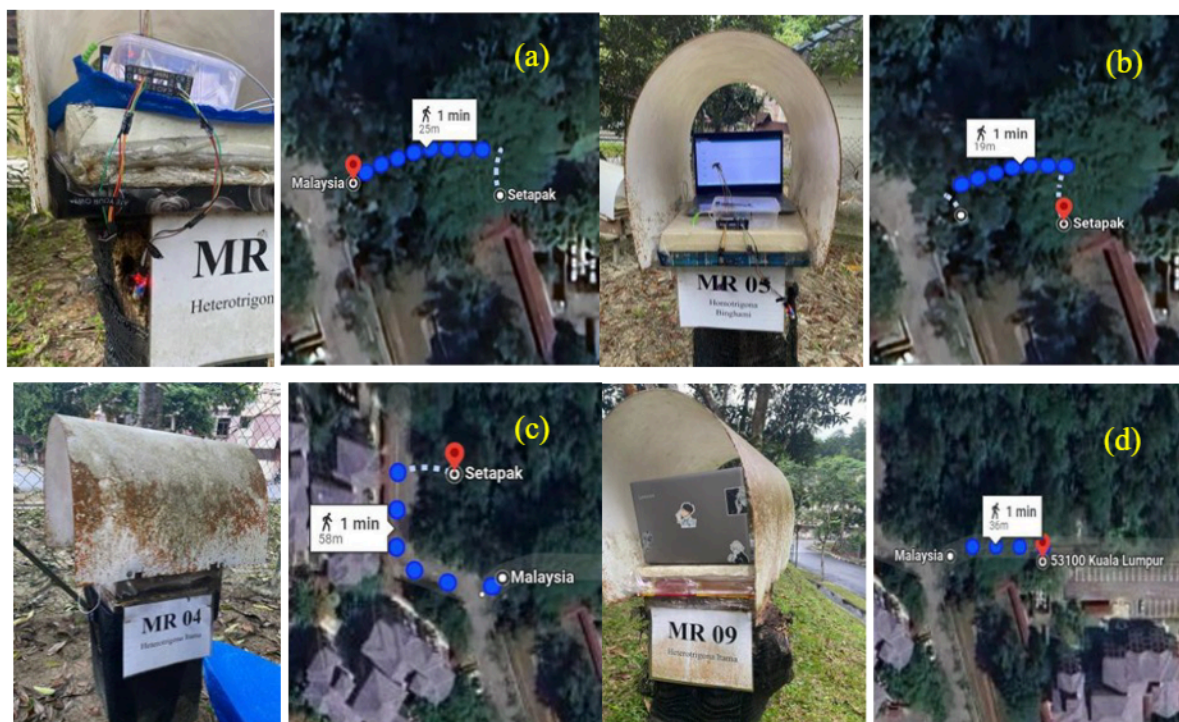 MR
Heterotrigon
(a)
1 min
25m
Malaysia
Setapak
MR 05
Homotrigona
Binghami
(b)
1 min
19m
Setapak
MR 04
Heterotrigona Itama
(c)
Setapak
1 min
58m
Malaysia
MR 09
Heterotrigona Itama
(d)
1 min
36m
Malaysia
53100 Kuala Lumpur